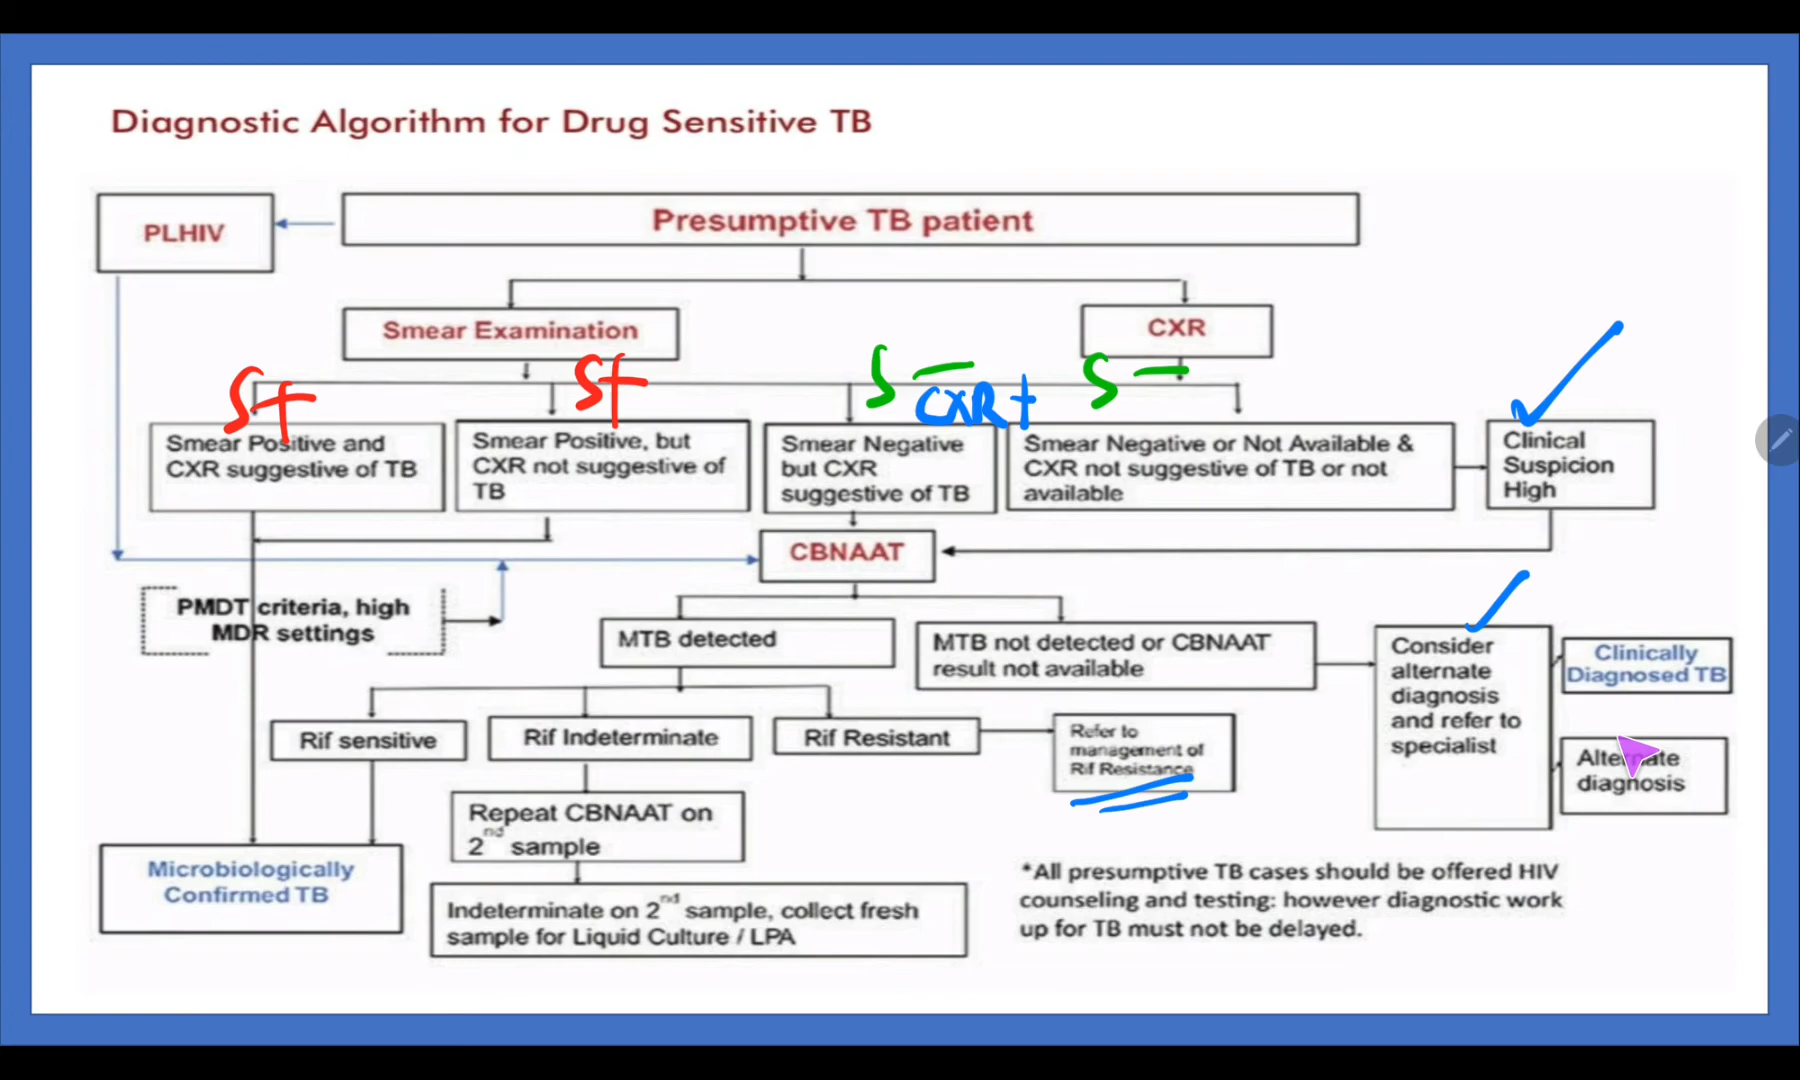 Diagnostic Algorithm for Drug Sensitive TB
PLHIV
Presumptive TB patient
Smear Examination
CXR
S+
S+
S -
CXR +
S -
Smear Positive and
CXR suggestive of TB
Smear Positive, but
CXR not suggestive of
TB
Smear Negative
but CXR
suggestive of TB
Smear Negative or Not Available &
CXR not suggestive of TB or not
available
Clinical
Suspicion
High
CBNAAT
PMDT criteria, high
MDR settings
MTB detected
MTB not detected or CBNAAT
result not available
Consider
alternate
diagnosis
and refer to
specialist
Clinically
Diagnosed TB
Alternate
diagnosis
Rif sensitive
Rif Indeterminate
Rif Resistant
Refer to
management of
Rif Resistance
Repeat CBNAAT on
2nd sample
Microbiologically
Confirmed TB
Indeterminate on 2nd sample, collect fresh
sample for Liquid Culture / LPA
*All presumptive TB cases should be offered HIV
counseling and testing: however diagnostic work
up for TB must not be delayed.